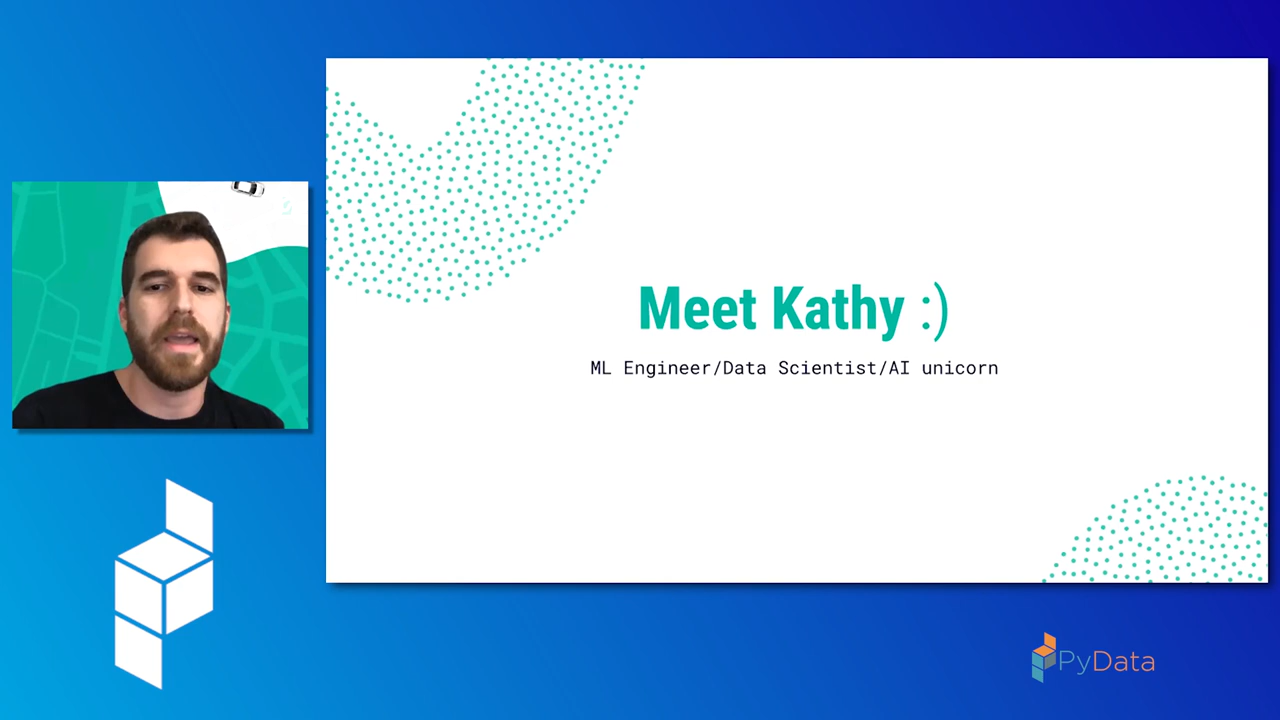 Meet Kathy :)
ML Engineer/Data Scientist/AI unicorn
PyData